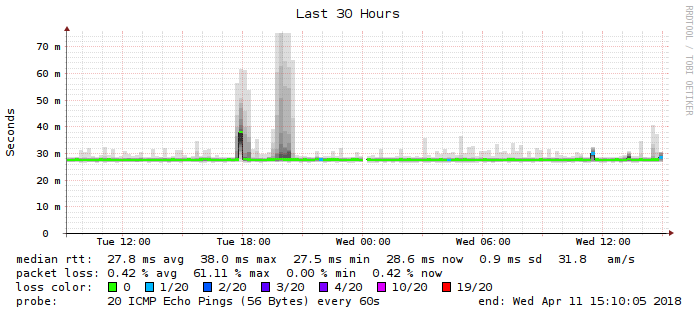 Last 30 Hours
RRDTOOL / TOBI OETIKER
Seconds
70 m
60 m
50 m
40 m
30 m
20 m
10 m
0
Tue 12:00 Tue 18:00 Wed 00:00 Wed 06:00 Wed 12:00
median rtt: 27.8 ms avg 38.0 ms max 27.5 ms min 28.6 ms now 0.9 ms sd 31.8 am/s
packet loss: 0.42 % avg 61.11 % max 0.00 % min 0.42 % now
loss color: 0 1/20 2/20 3/20 4/20 10/20 19/20
probe: 20 ICMP Echo Pings (56 Bytes) every 60s end: Wed Apr 11 15:10:05 2018